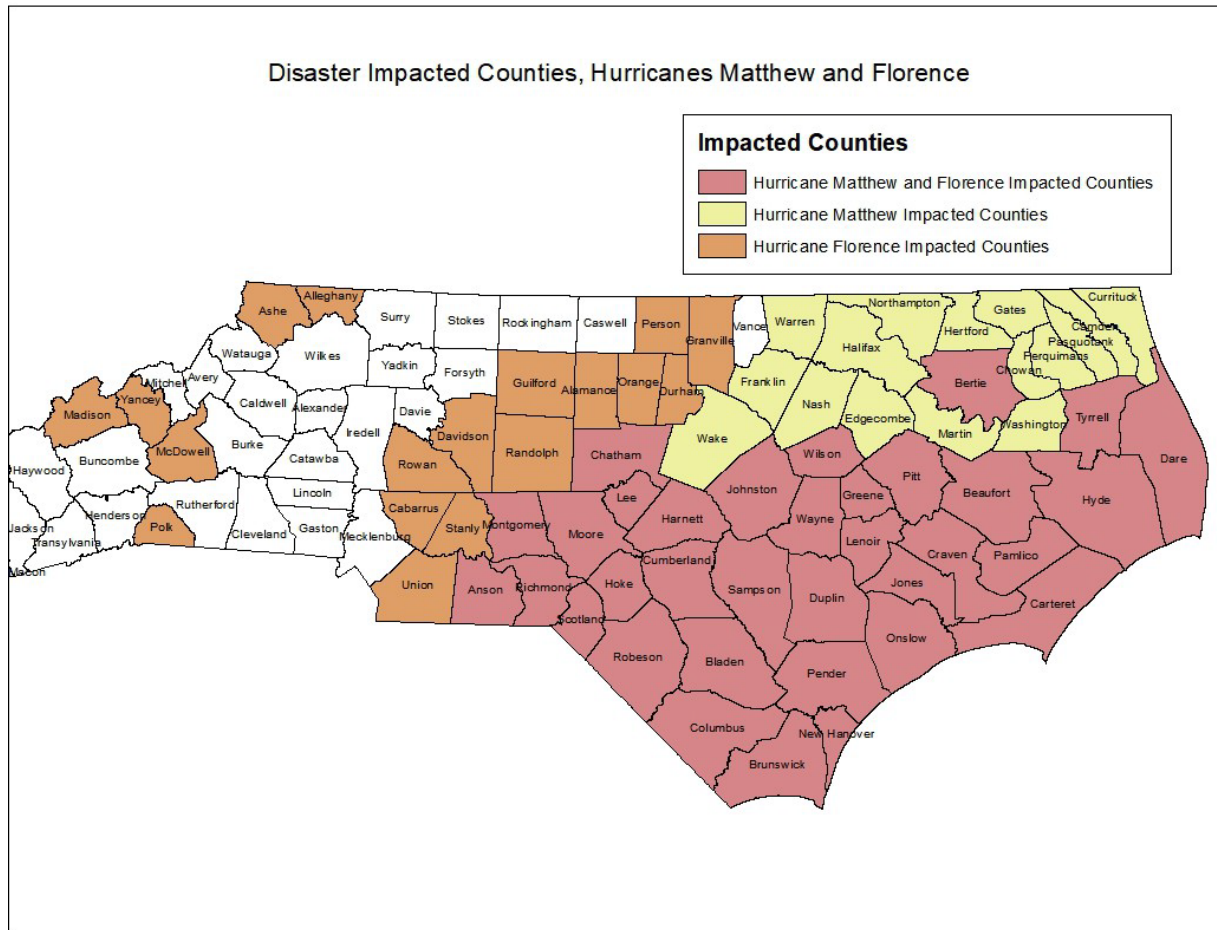 Disaster Impacted Counties, Hurricanes Matthew and Florence
Impacted Counties
Hurricane Matthew and Florence Impacted Counties
Hurricane Matthew Impacted Counties
Hurricane Florence Impacted Counties
Ashe
Alleghany
Surry
Stokes
Rockingham
Caswell
Person
Granville
Vance
Warren
Northampton
Hertford
Gates
Currituck
Camden
Pasquotank
Perquimans
Chowan
Halifax
Bertie
Watauga
Wilkes
Yadkin
Forsyth
Guilford
Alamance
Orange
Durham
Franklin
Nash
Edgecombe
Martin
Washington
Tyrrell
Dare
Mitchel
Avery
Caldwell
Alexander
Davie
Iredell
Madison
Yancey
McDowell
Burke
Catawba
Rowan
Davidson
Randolph
Chatham
Wake
Wilson
Pitt
Beaufort
Hyde
Haywood
Buncombe
Rutherford
Lincoln
Cabarrus
Stanly
Montgomery
Moore
Lee
Harnett
Johnston
Wayne
Greene
Lenoir
Craven
Pamlico
Jackson
Transylvania
Henderson
Polk
Cleveland
Gaston
Mecklenburg
Macon
Union
Anson
Richmond
Scotland
Hoke
Cumberland
Sampson
Duplin
Jones
Carteret
Onslow
Robeson
Bladen
Pender
Columbus
New Hanover
Brunswick